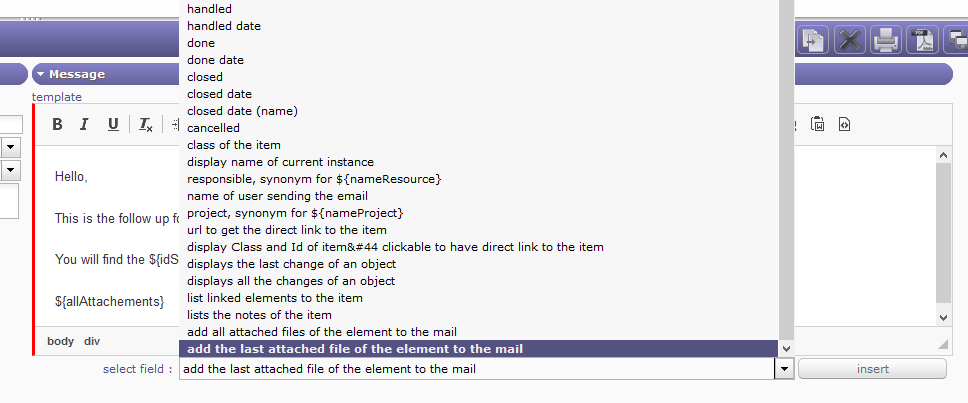 handled
handled date
done
done date
closed
closed date
closed date (name)
cancelled
class of the item
display name of current instance
responsible, synonym for ${nameResource}
name of user sending the email
project, synonym for ${nameProject}
url to get the direct link to the item
display Class and Id of item&#44 clickable to have direct link to the item
displays the last change of an object
displays all the changes of an object
list linked elements to the item
lists the notes of the item
add all attached files of the element to the mail
add the last attached file of the element to the mail
Message
template
B I U Ix
Hello,
This is the follow up fo
You will find the ${idS
${allAttachements}
body div
select field : add the last attached file of the element to the mail insert
PDF